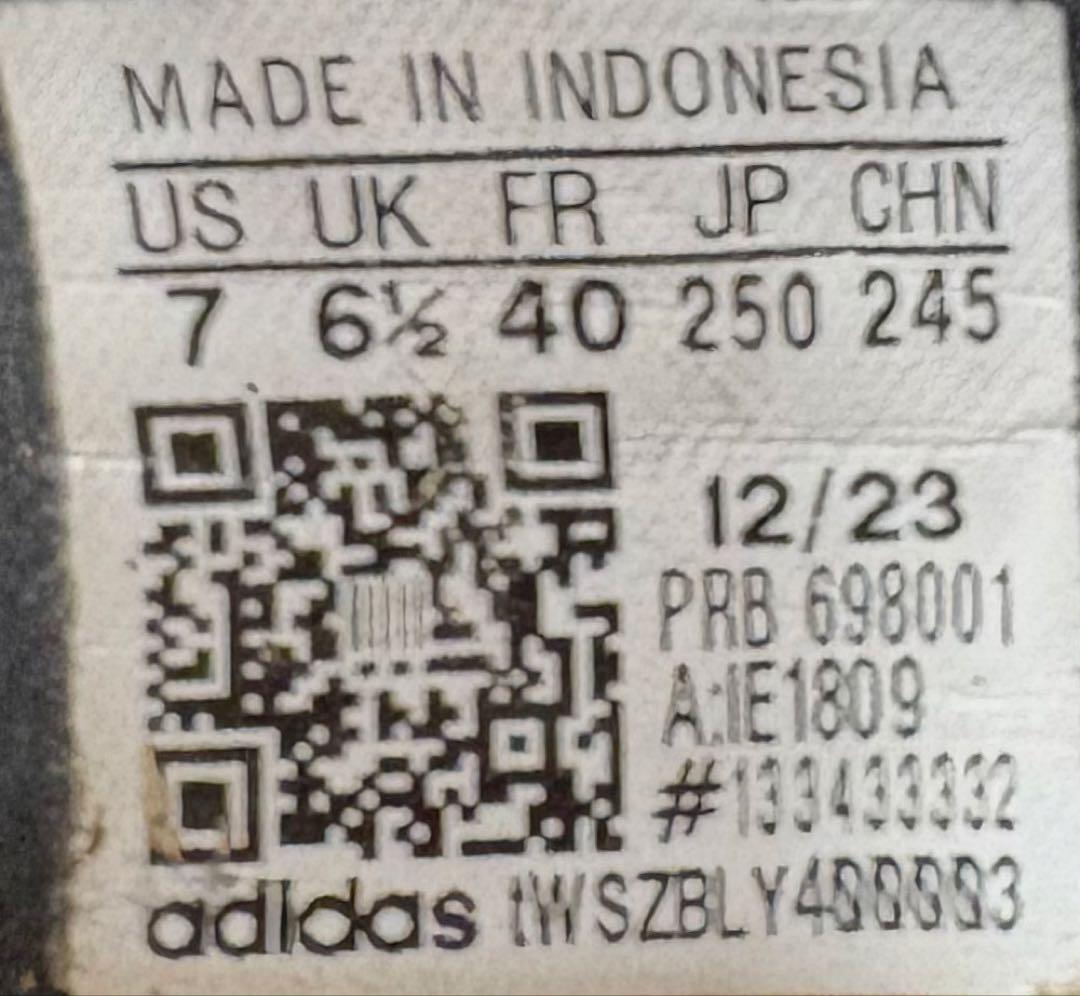 MADE IN INDONESIA
US UK FR JP CHN
7 6½ 40 250 245
12/23
PRB 698001
A:IE1809
#133433332
adidas